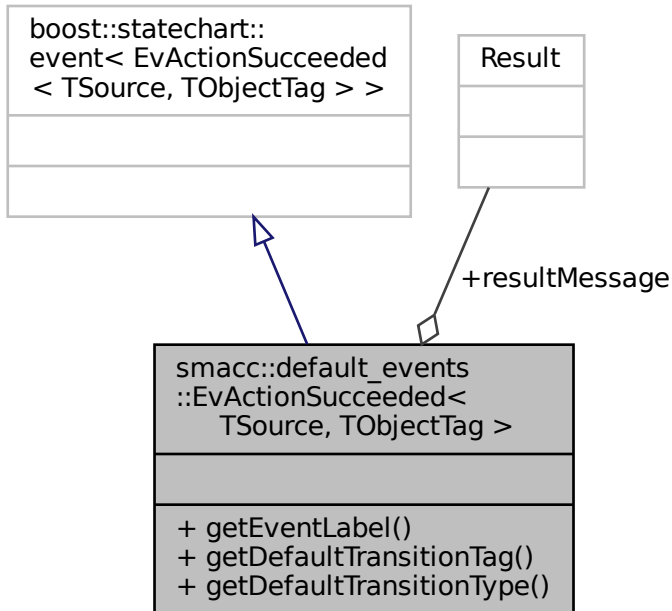 boost::statechart::
event< EvActionSucceeded
< TSource, TObjectTag > >
Result
+resultMessage
smacc::default_events
::EvActionSucceeded<
TSource, TObjectTag >
+ getEventLabel()
+ getDefaultTransitionTag()
+ getDefaultTransitionType()